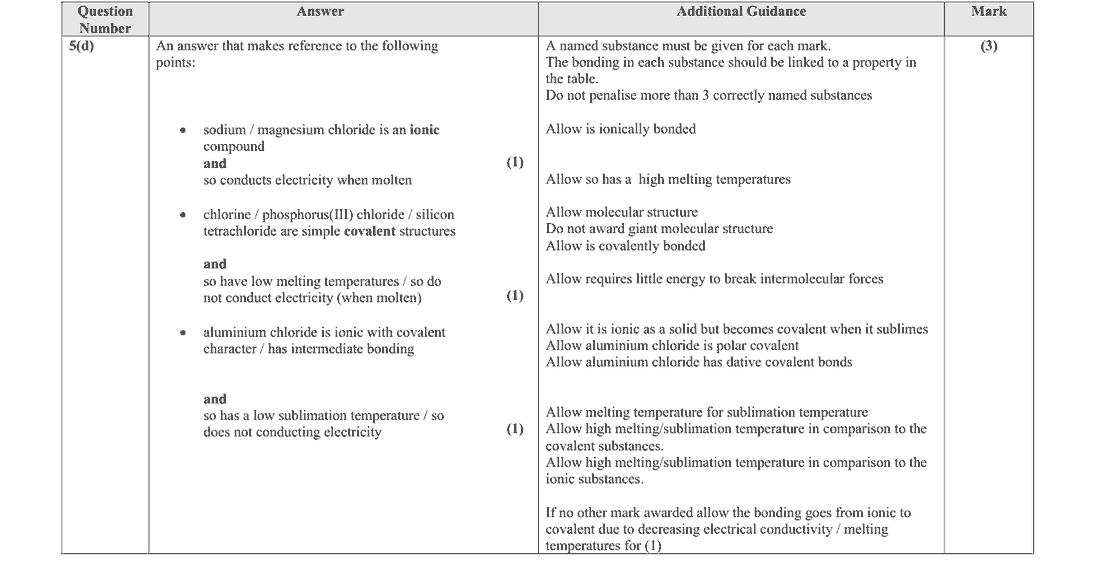 Question Number
Answer
Additional Guidance
Mark
5(d)
An answer that makes reference to the following
points:
• sodium / magnesium chloride is an ionic
compound
and
so conducts electricity when molten
(1)
• chlorine / phosphorus(III) chloride / silicon
tetrachloride are simple covalent structures
and
so have low melting temperatures / so do
not conduct electricity (when molten)
(1)
• aluminium chloride is ionic with covalent
character / has intermediate bonding
and
so has a low sublimation temperature / so
does not conducting electricity
(1)
A named substance must be given for each mark.
The bonding in each substance should be linked to a property in
the table.
Do not penalise more than 3 correctly named substances
Allow is ionically bonded
Allow so has a high melting temperatures
Allow molecular structure
Do not award giant molecular structure
Allow is covalently bonded
Allow requires little energy to break intermolecular forces
Allow it is ionic as a solid but becomes covalent when it sublimes
Allow aluminium chloride is polar covalent
Allow aluminium chloride has dative covalent bonds
Allow melting temperature for sublimation temperature
Allow high melting/sublimation temperature in comparison to the
covalent substances.
Allow high melting/sublimation temperature in comparison to the
ionic substances.
If no other mark awarded allow the bonding goes from ionic to
covalent due to decreasing electrical conductivity / melting
temperatures for (1)
(3)